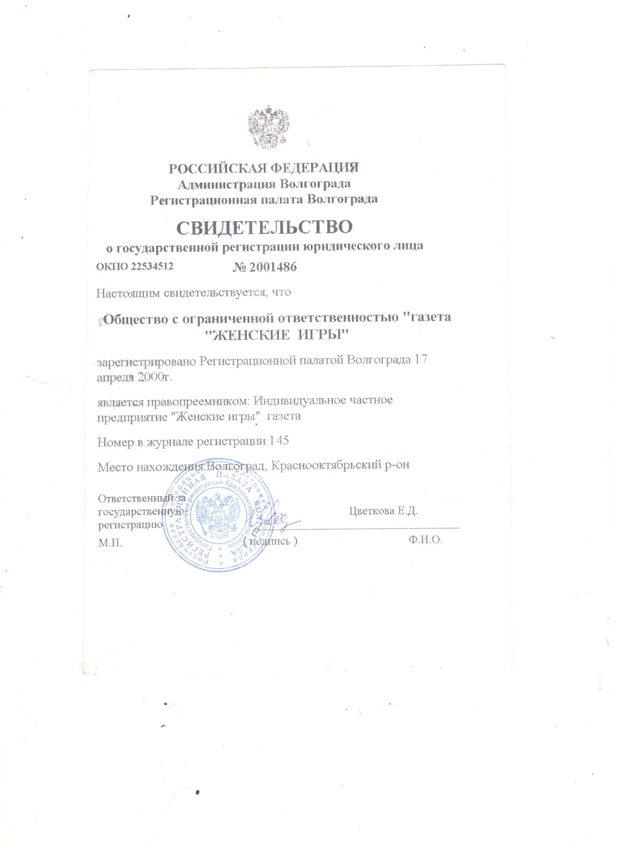 РОССИЙСКАЯ ФЕДЕРАЦИЯ
Администрация Волгограда
Регистрационная палата Волгограда
СВИДЕТЕЛЬСТВО
о государственной регистрации юридического лица
ОКПО 22534512 № 2001486
Настоящим свидетельствуется, что
Общество с ограниченной ответственностью "газета
"ЖЕНСКИЕ ИГРЫ"
зарегистрировано Регистрационной палатой Волгограда 17
апреля 2000г.
является правопреемником: Индивидуальное частное
предприятие "Женские игры" газета
Номер в журнале регистрации 145
Место нахождения Волгоград, Краснооктябрьский р-он
Ответственный за
государственную
регистрацию
Цветкова Е.Д.
М.П. ( подпись ) Ф.И.О.
РЕГИСТРАЦИОННАЯ ПАЛАТА